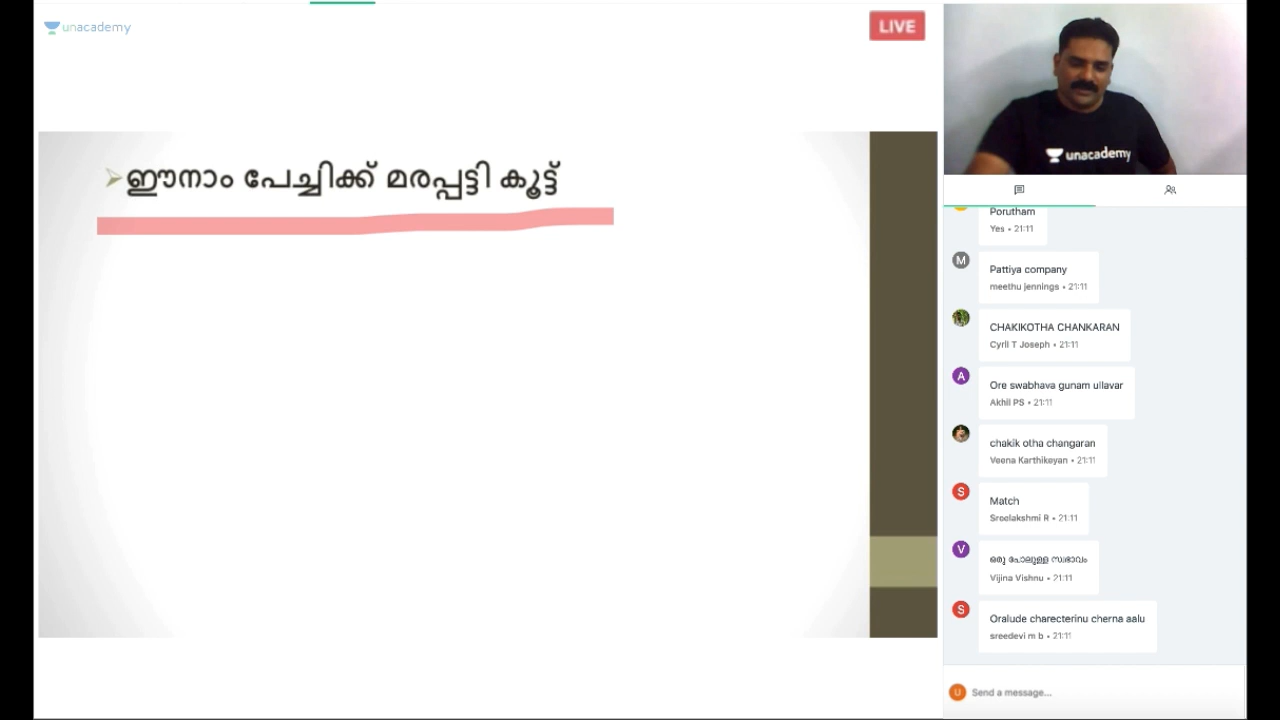 unacademy
LIVE
ഈനാം പേച്ചിക്ക് മരപ്പട്ടി കൂട്ട്
unacademy
Porutham
Yes • 21:11
M
Pattiya company
meethu jennings • 21:11
CHAKIKOTHA CHANKARAN
Cyril T Joseph • 21:11
A
Ore swabhava gunam ullavar
Akhil PS • 21:11
chakik otha changaran
Veena Karthikeyan • 21:11
S
Match
Sreelakshmi R • 21:11
V
ഒരു പോലുള്ള സ്വഭാവം
Vijina Vishnu • 21:11
S
Oralude charecterinu cherna aalu
sreedevi m b • 21:11
U
Send a message...